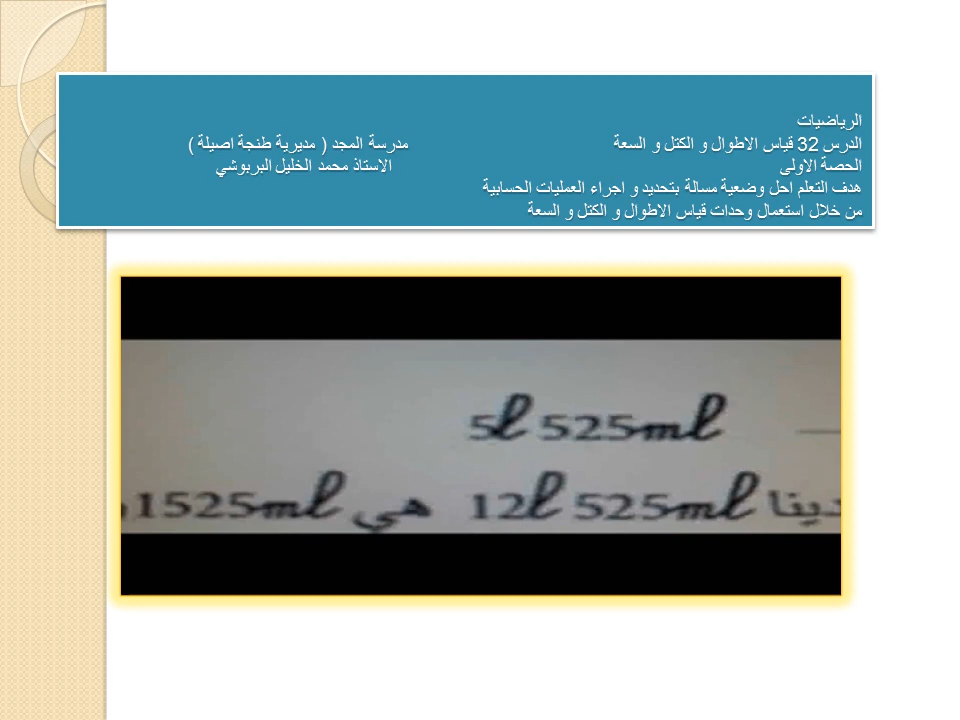 الرياضيات
الدرس 32 قياس الاطوال و الكتل و السعة مدرسة المجد ( مديرية طنجة اصيلة )
الحصة الاولى الاستاذ محمد الخليل البربوشي
هدف التعلم احل وضعية مسالة بتحديد و اجراء العمليات الحسابية
من خلال استعمال وحدات قياس الاطوال و الكتل و السعة
5ℓ 525mℓ
12ℓ 525mℓ هي 1525mℓ